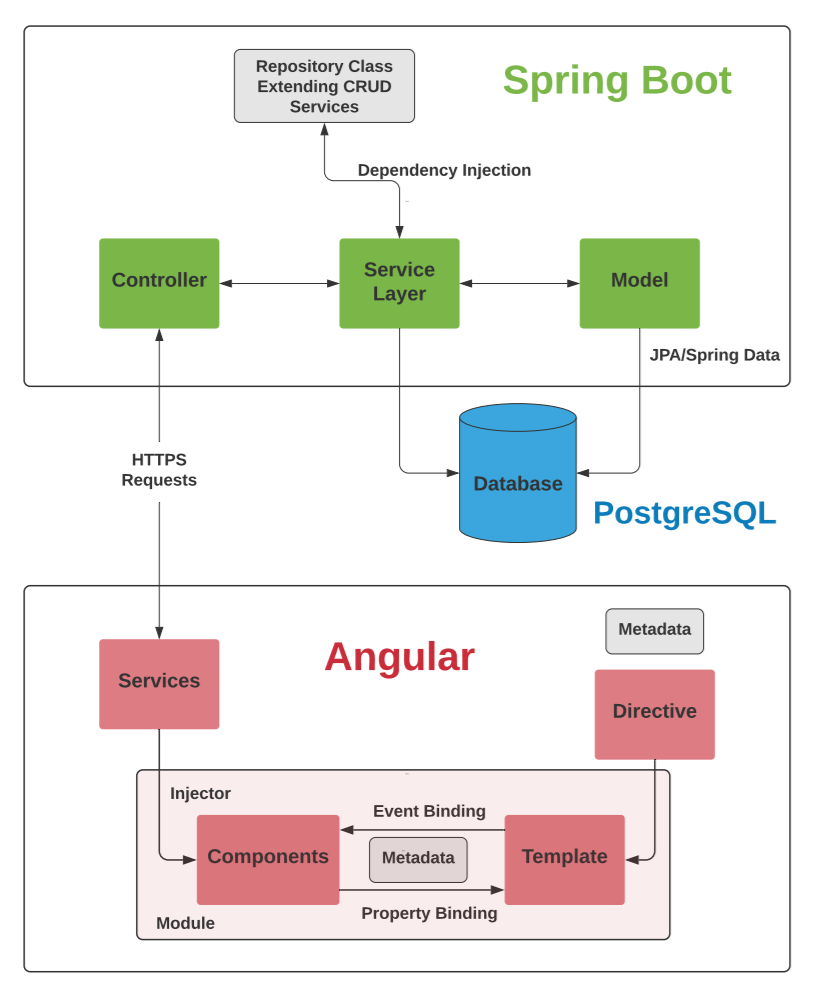 Repository Class
Extending CRUD
Services
Spring Boot
Dependency Injection
Controller
Service
Layer
Model
JPA/Spring Data
HTTPS
Requests
Database
PostgreSQL
Metadata
Angular
Services
Directive
Injector
Event Binding
Components
Metadata
Template
Property Binding
Module